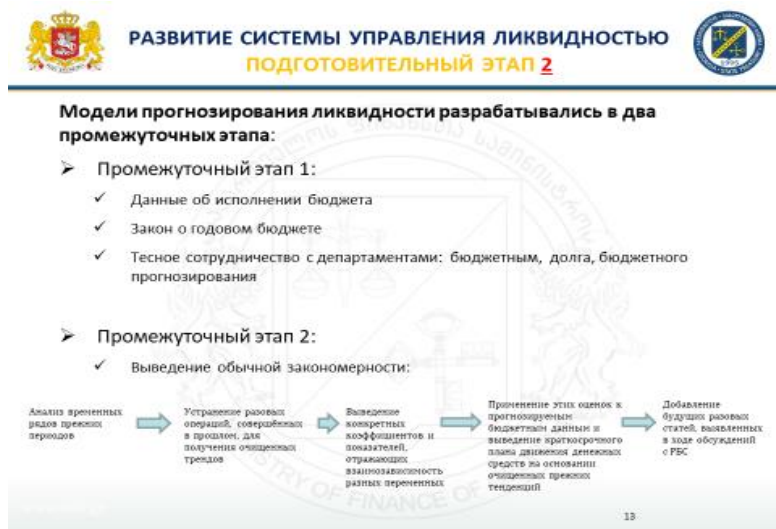 РАЗВИТИЕ СИСТЕМЫ УПРАВЛЕНИЯ ЛИКВИДНОСТЬЮ
ПОДГОТОВИТЕЛЬНЫЙ ЭТАП 2
Модели прогнозирования ликвидности разрабатывались в два
промежуточных этапа:
➢ Промежуточный этап 1:
✓ Данные об исполнении бюджета
✓ Закон о годовом бюджете
✓ Тесное сотрудничество с департаментами: бюджетным, долга, бюджетного
прогнозирования
➢ Промежуточный этап 2:
✓ Выведение обычной закономерности:
Анализ временных
рядов прежних
периодов
Устранение разовых
операций, совершённых
в прошлом, для
получения очищенных
трендов
Выведение
конкретных
коэффициентов и
показателей,
отражающих
взаимозависимость
разных переменных
Применение этих оценок к
прогнозируемым
бюджетным данным и
выведение краткосрочного
плана движения денежных
средств на основании
очищенных прежних
тенденций
Добавление
будущих разовых
статей, выявленных
в ходе обсуждений
с РБС
MINISTRY OF FINANCE OF
13